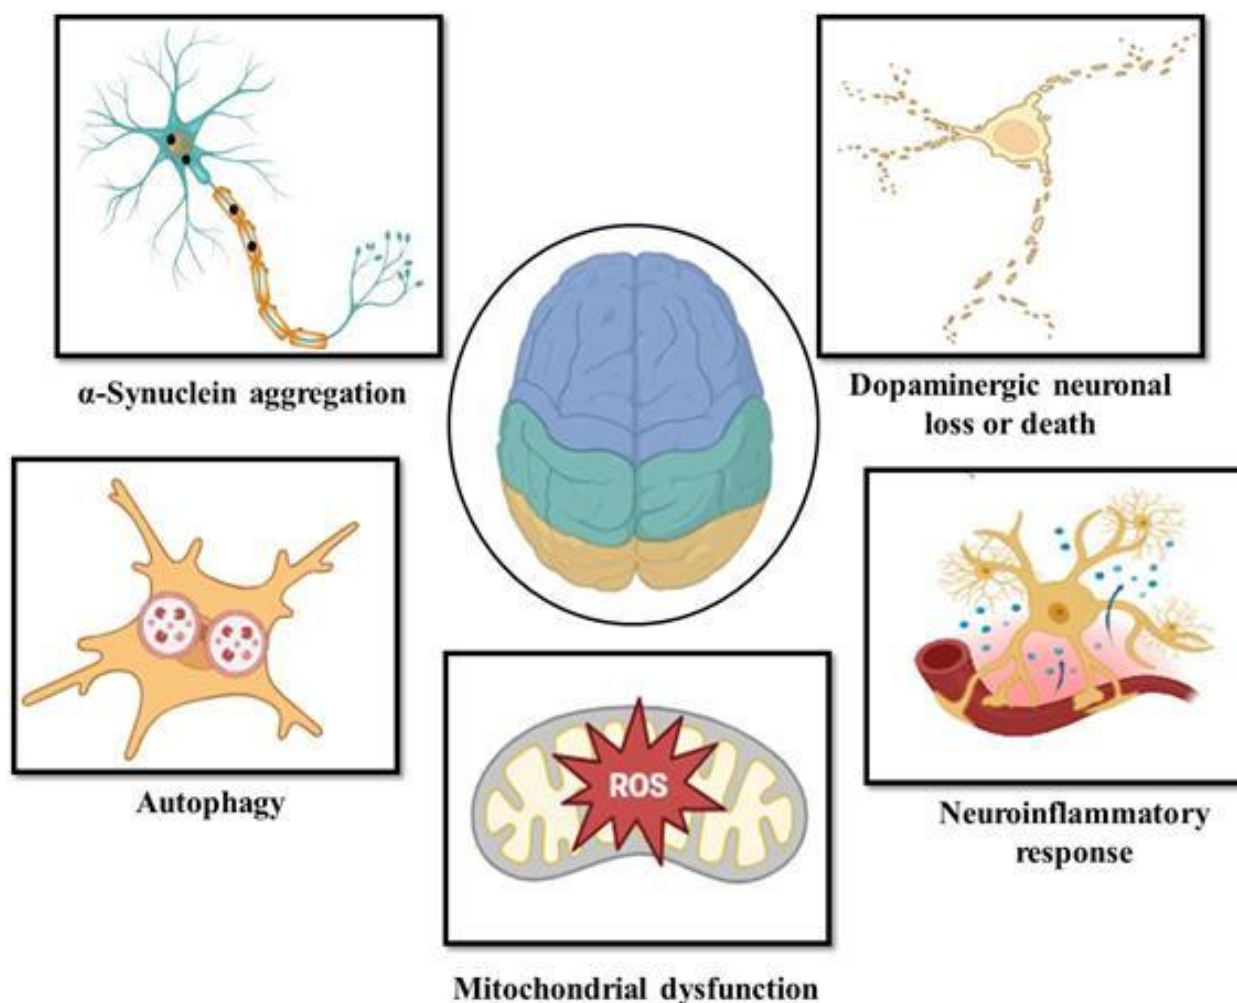 α-Synuclein aggregation
Dopaminergic neuronal
loss or death
Autophagy
ROS
Neuroinflammatory
response
Mitochondrial dysfunction